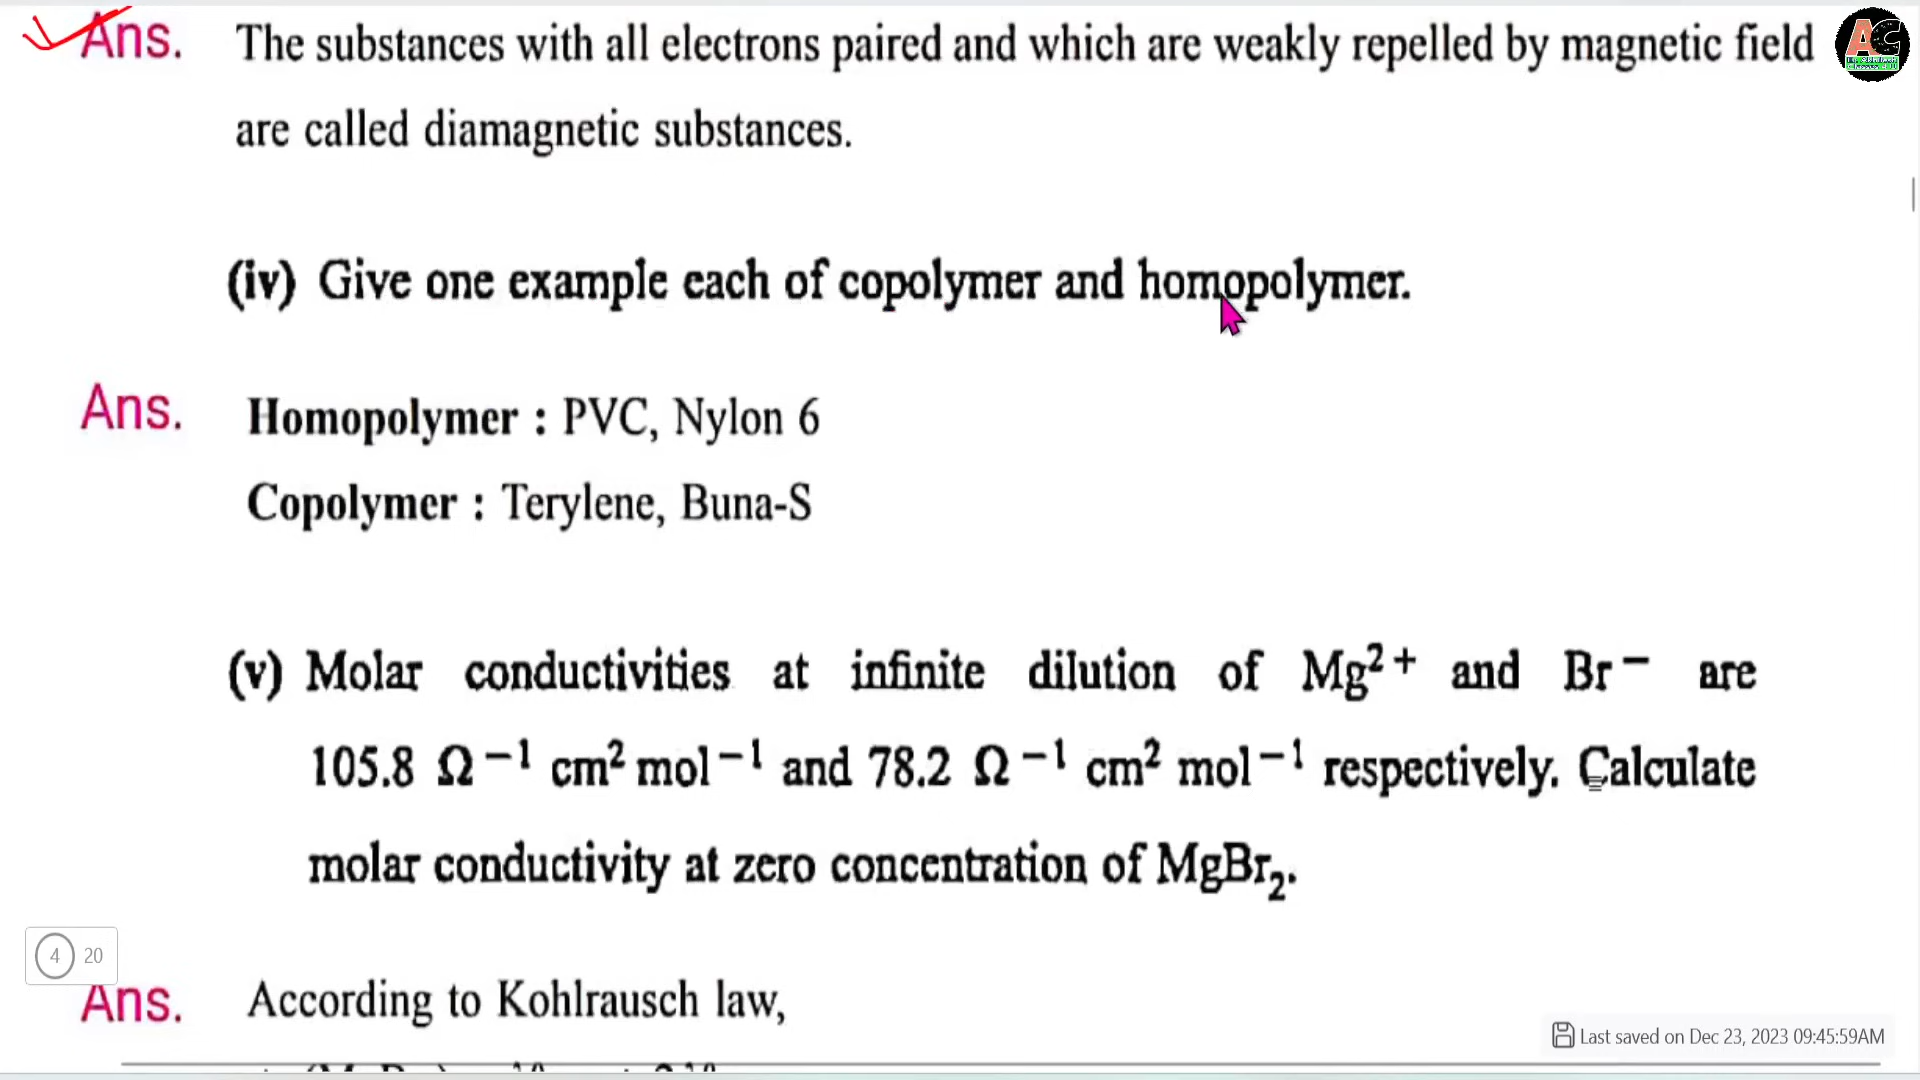 Ans. The substances with all electrons paired and which are weakly repelled by magnetic field
are called diamagnetic substances.
(iv) Give one example each of copolymer and homopolymer.
Ans. Homopolymer : PVC, Nylon 6
Copolymer : Terylene, Buna-S
(v) Molar conductivities at infinite dilution of Mg²⁺ and Br⁻ are
105.8 Ω⁻¹ cm² mol⁻¹ and 78.2 Ω⁻¹ cm² mol⁻¹ respectively. Calculate
molar conductivity at zero concentration of MgBr₂.
4 20
Ans. According to Kohlrausch law,
Last saved on Dec 23, 2023 09:45:59AM
AC